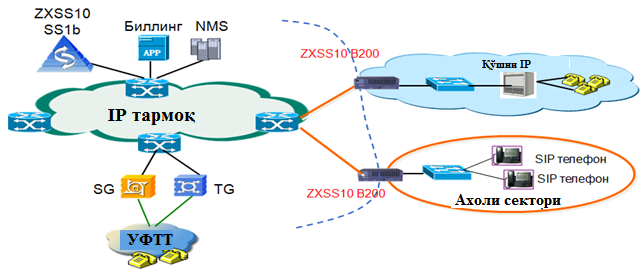 ZXSS10
SS1b
Биллинг
NMS
APP
IP тармоқ
SG
TG
УФТТ
ZXSS10 B200
Қўшни IP
ZXSS10 B200
SIP телефон
SIP телефон
Ахоли сектори